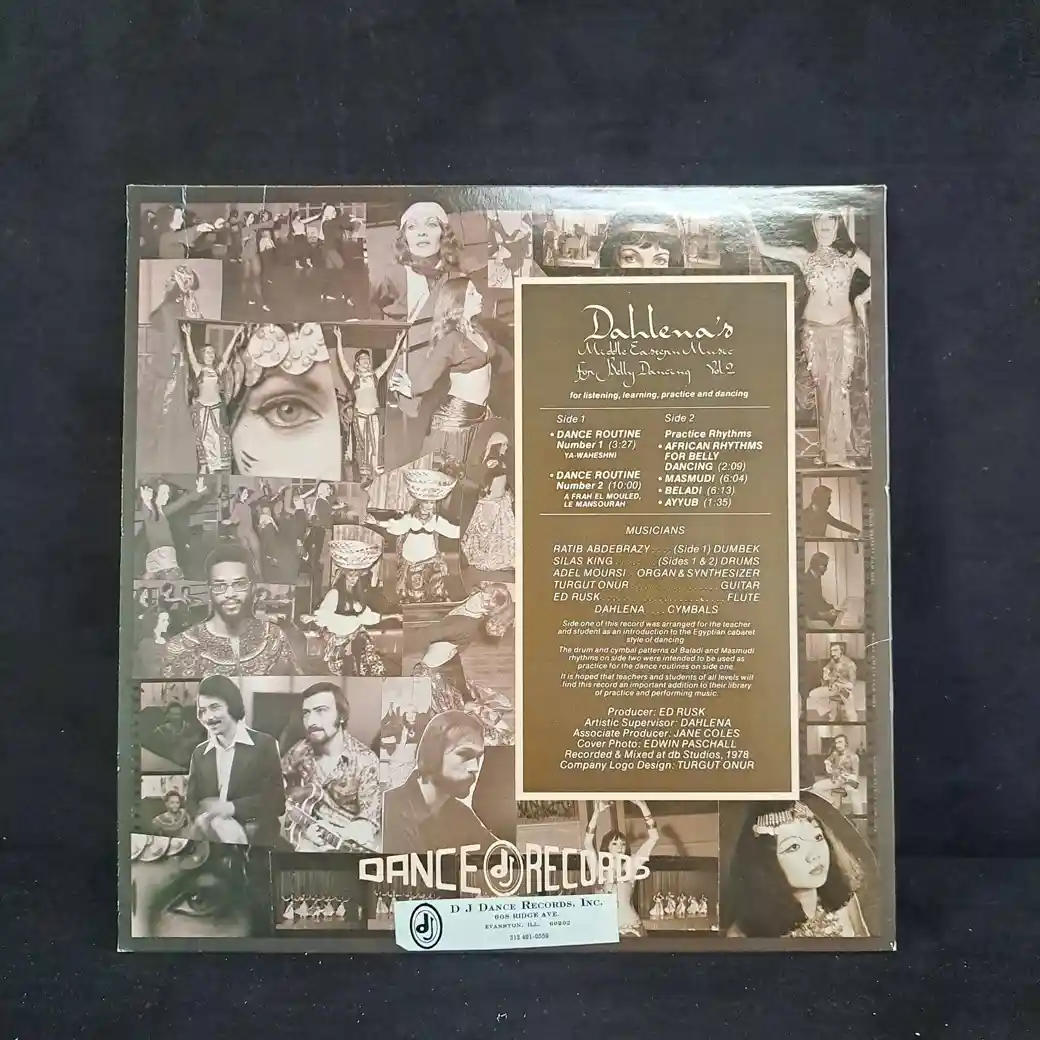 Dahlena's
Middle Eastern Music
for Belly Dancing Vol 2
for listening, learning, practice and dancing
Side 1
• DANCE ROUTINE
Number 1 (3:27)
YA-WAHESHNI
• DANCE ROUTINE
Number 2 (10:00)
A FRAH EL MOULED,
LE MANSOURAH
Side 2
Practice Rhythms
• AFRICAN RHYTHMS
FOR BELLY
DANCING (2:09)
• MASMUDI (6:04)
• BELADI (6:13)
• AYYUB (1:35)
MUSICIANS
RATIB ABDEBRAZY .... (Side 1) DUMBEK
SILAS KING ...... (Sides 1 & 2) DRUMS
ADEL MOURSI .. ORGAN & SYNTHESIZER
TURGUT ONUR .................. GUITAR
ED RUSK ........................ FLUTE
DAHLENA .... CYMBALS
Side one of this record was arranged for the teacher
and student as an introduction to the Egyptian cabaret
style of dancing
The drum and cymbal patterns of Baladi and Masmudi
rhythms on side two were intended to be used as
practice for the dance routines on side one.
It is hoped that teachers and students of all levels will
find this record an important addition to their library
of practice and performing music.
Producer: ED RUSK
Artistic Supervisor: DAHLENA
Associate Producer: JANE COLES
Cover Photo: EDWIN PASCHALL
Recorded & Mixed at db Studios, 1978
Company Logo Design: TURGUT ONUR
DANCE dj RECORDS
dj
D J DANCE RECORDS, INC.
608 RIDGE AVE.
EVANSTON, ILL. 60202
312 491-0559